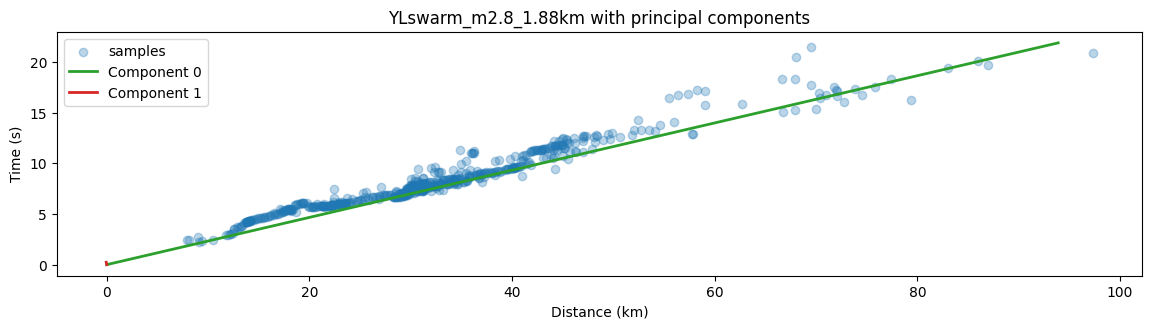 YLswarm_m2.8_1.88km with principal components
samples
Component 0
Component 1
Time (s)
20
15
10
5
0
0 20 40 60 80 100
Distance (km)